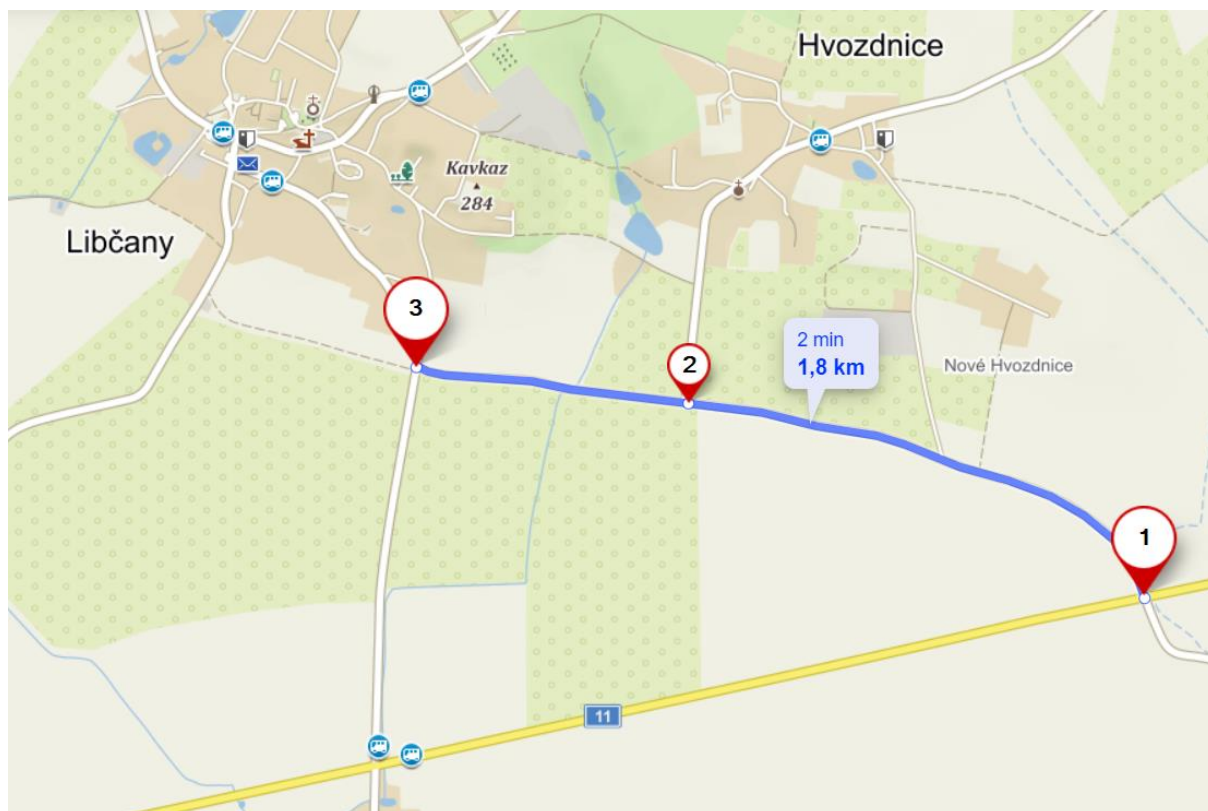 Hvozdnice
Kavkaz
284
Libčany
3
2 min
1,8 km
2
Nové Hvozdnice
1
11